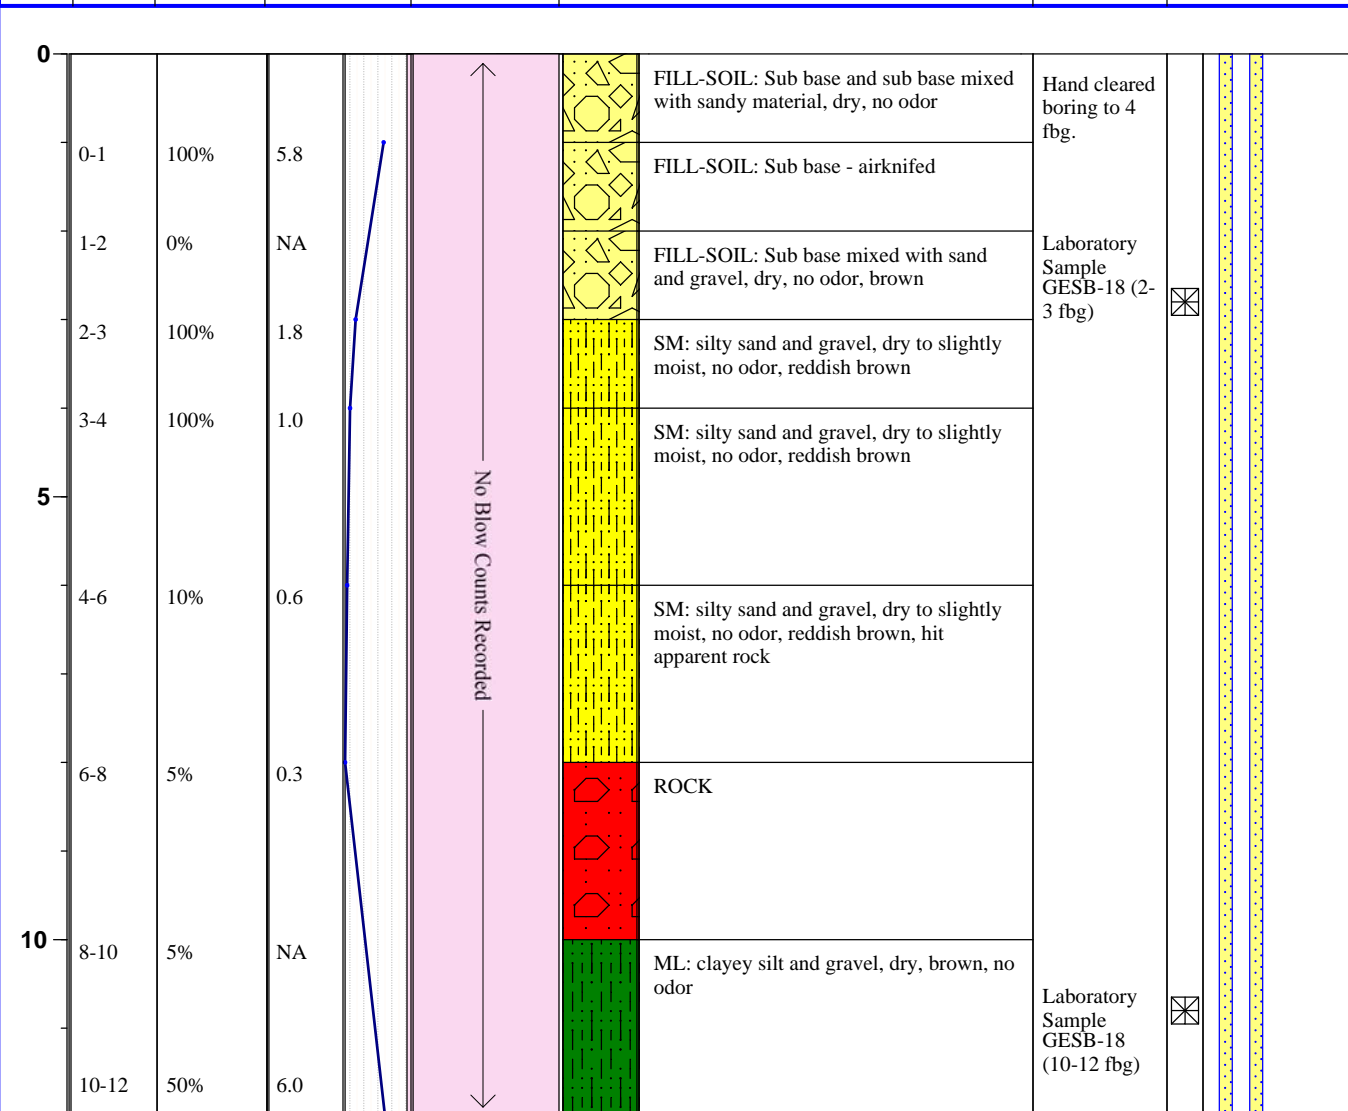 0
FILL-SOIL: Sub base and sub base mixed
with sandy material, dry, no odor
Hand cleared
boring to 4
fbg.
0-1 100% 5.8
FILL-SOIL: Sub base - airknifed
1-2 0% NA
FILL-SOIL: Sub base mixed with sand
and gravel, dry, no odor, brown
Laboratory
Sample
GESB-18 (2-
3 fbg)
2-3 100% 1.8
SM: silty sand and gravel, dry to slightly
moist, no odor, reddish brown
3-4 100% 1.0
SM: silty sand and gravel, dry to slightly
moist, no odor, reddish brown
5
No Blow Counts Recorded
4-6 10% 0.6
SM: silty sand and gravel, dry to slightly
moist, no odor, reddish brown, hit
apparent rock
6-8 5% 0.3
ROCK
10
8-10 5% NA
ML: clayey silt and gravel, dry, brown, no
odor
Laboratory
Sample
GESB-18
(10-12 fbg)
10-12 50% 6.0